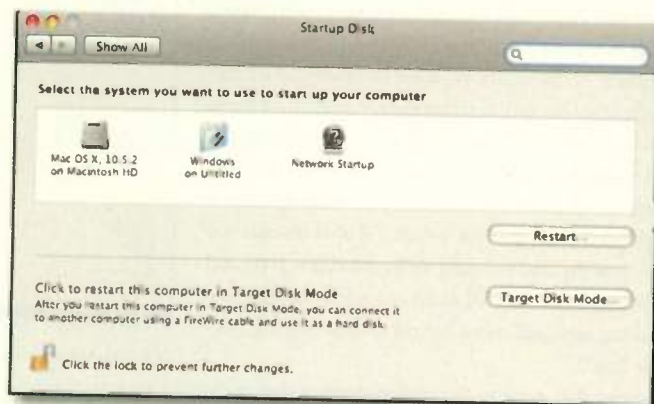 Startup Disk
Show All
Select the system you want to use to start up your computer
Mac OS X, 10.5.2
on Macintosh HD
Windows
on Untitled
Network Startup
Restart...
Click to restart this computer in Target Disk Mode
After you restart this computer in Target Disk Mode, you can connect it
to another computer using a FireWire cable and use it as a hard disk.
Target Disk Mode...
Click the lock to prevent further changes.